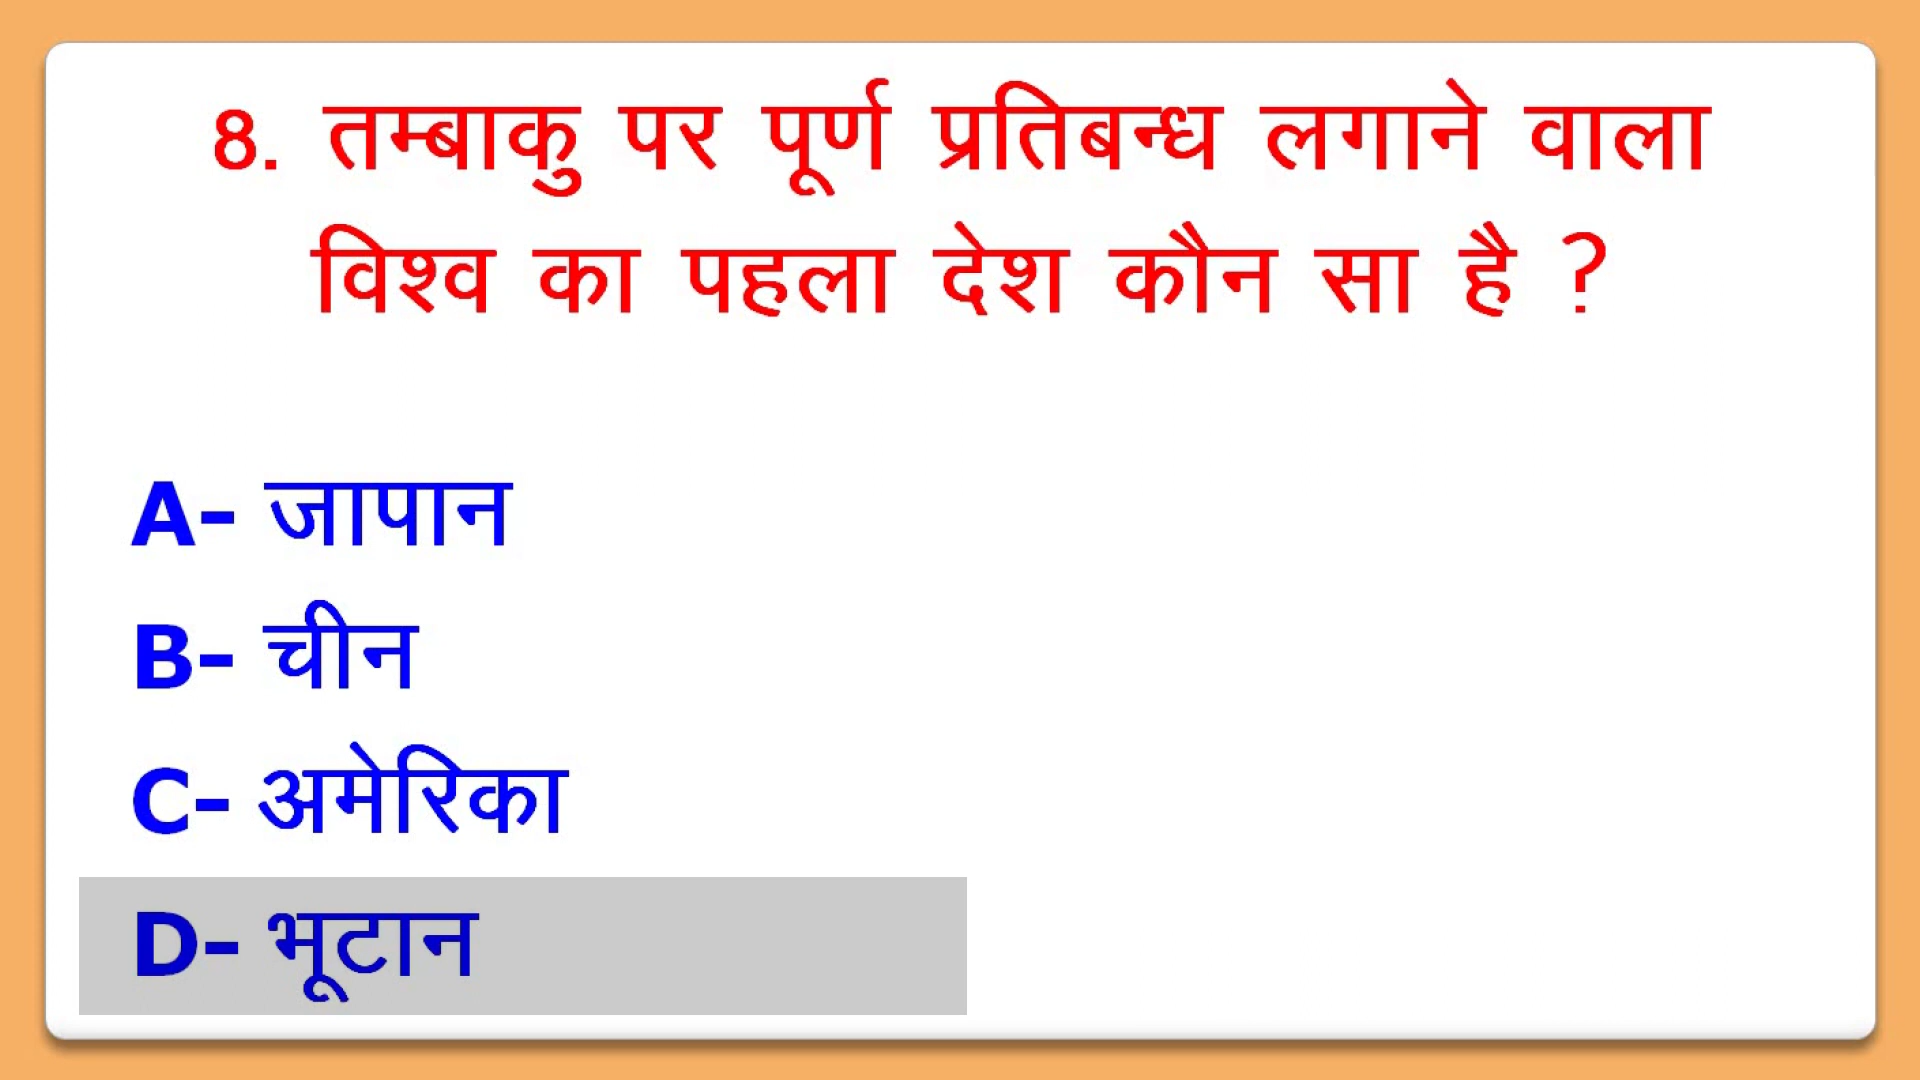 8. तम्बाकु पर पूर्ण प्रतिबन्ध लगाने वाला
विश्व का पहला देश कौन सा है ?
A- जापान
B- चीन
C- अमेरिका
D- भूटान